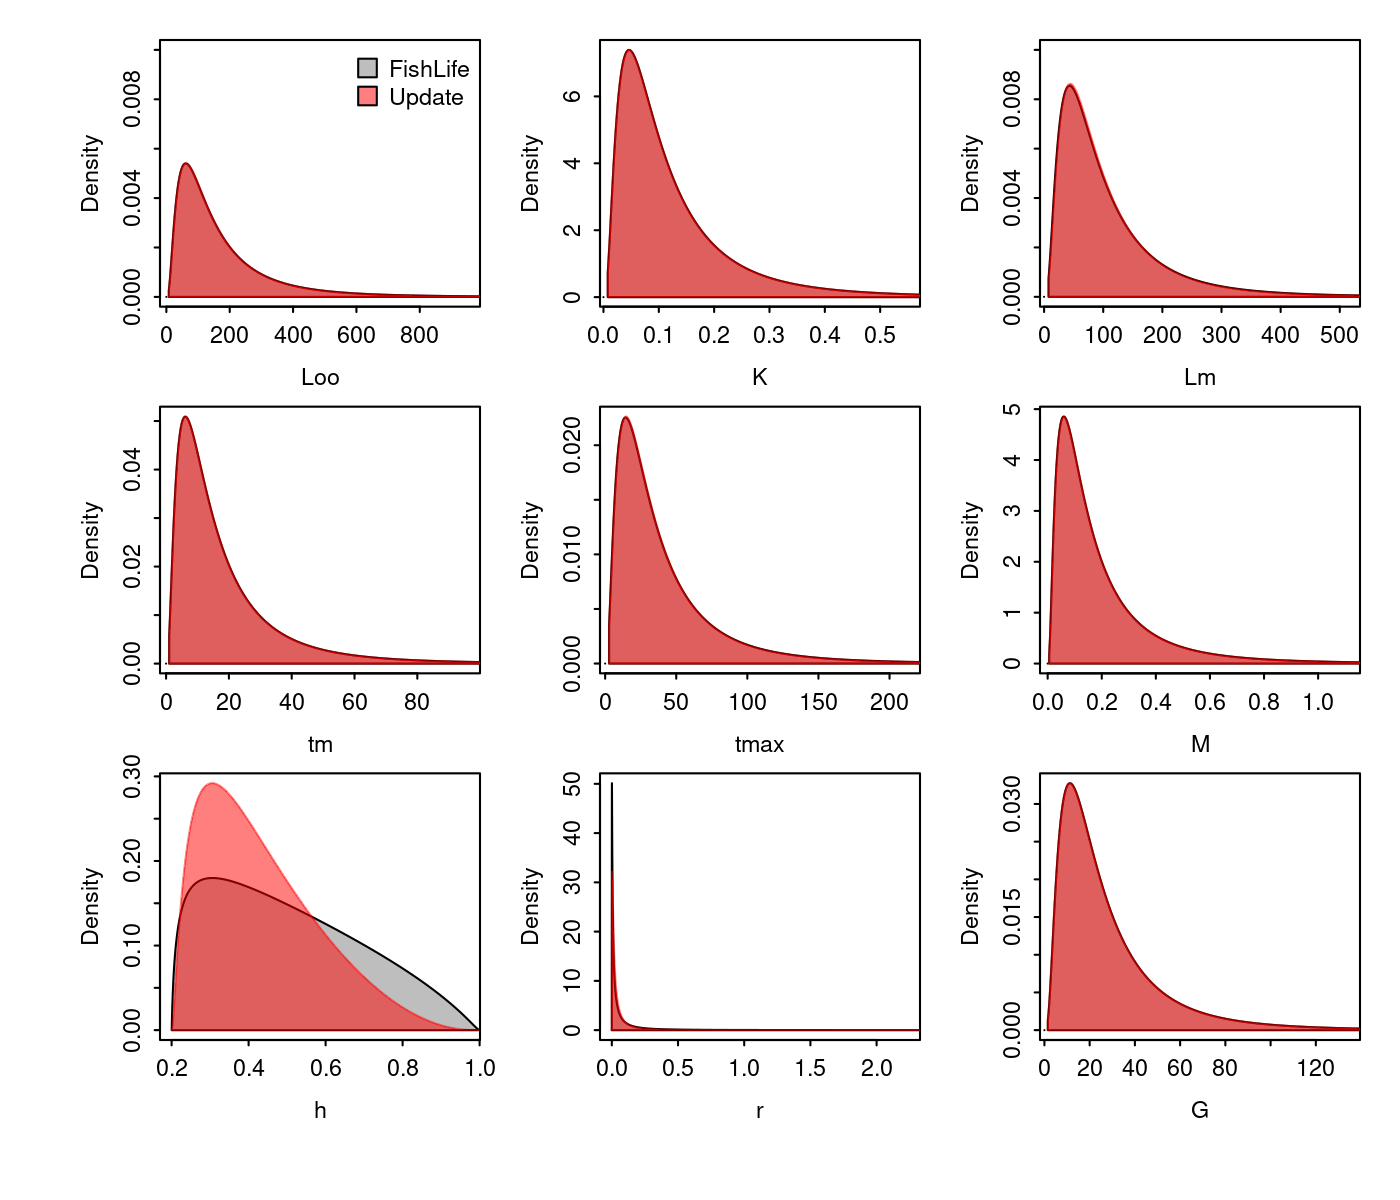 FishLife
Update
Density
0.000 0.004 0.008
0 200 400 600 800
Loo
Density
0 2 4 6
0.0 0.1 0.2 0.3 0.4 0.5
K
Density
0.000 0.004 0.008
0 100 200 300 400 500
Lm
Density
0.00 0.02 0.04
0 20 40 60 80
tm
Density
0.000 0.010 0.020
0 50 100 150 200
tmax
Density
0 1 2 3 4 5
0.0 0.2 0.4 0.6 0.8 1.0
M
Density
0.00 0.10 0.20 0.30
0.2 0.4 0.6 0.8 1.0
h
Density
0 10 20 30 40 50
0.0 0.5 1.0 1.5 2.0
r
Density
0.000 0.015 0.030
0 20 40 60 80 120
G